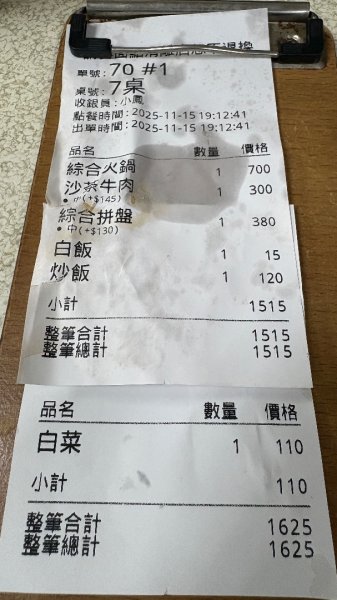 單號: 70 #1
桌號: 7桌
收銀員: 小鳳
點餐時間: 2025-11-15 19:12:41
出單時間: 2025-11-15 19:12:41
品名 數量 價格
綜合火鍋 1 700
沙茶牛肉 1 300
(+$145)
綜合拼盤 1 380
• 中(+$130)
白飯 1 15
炒飯 1 120
小計 1515
整筆合計 1515
整筆總計 1515
品名 數量 價格
白菜 1 110
小計 110
整筆合計 1625
整筆總計 1625